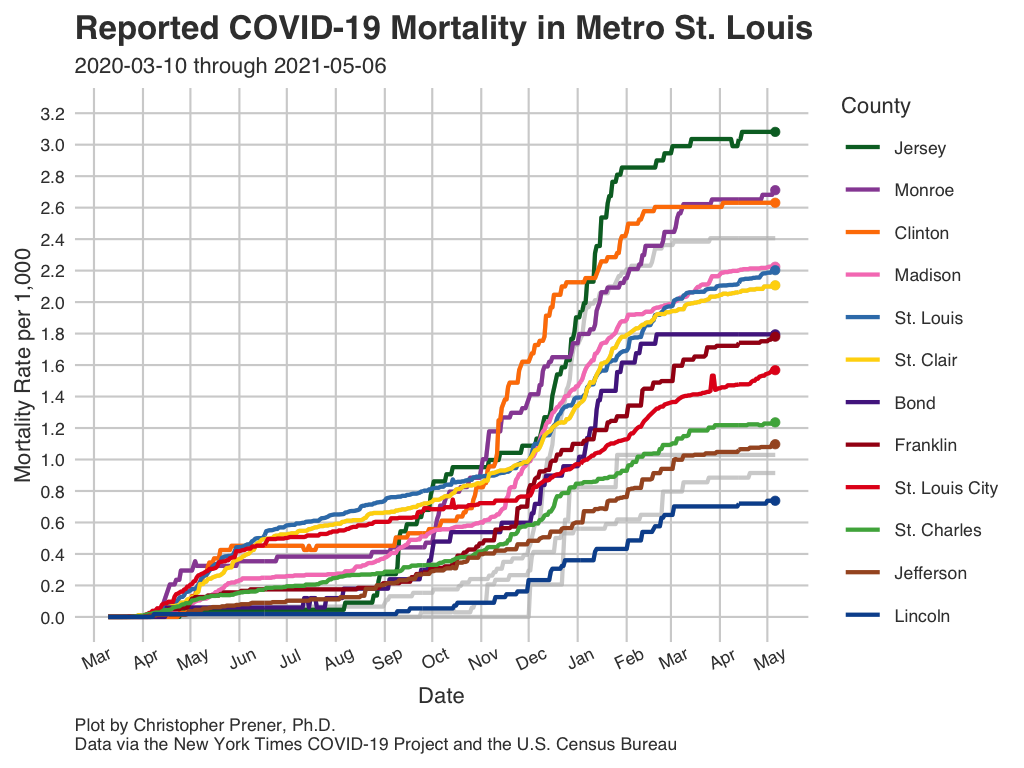 Reported COVID-19 Mortality in Metro St. Louis
2020-03-10 through 2021-05-06
County
Jersey
Monroe
Clinton
Madison
St. Louis
St. Clair
Bond
Franklin
St. Louis City
St. Charles
Jefferson
Lincoln
Mortality Rate per 1,000
3.2
3.0
2.8
2.6
2.4
2.2
2.0
1.8
1.6
1.4
1.2
1.0
0.8
0.6
0.4
0.2
0.0
Mar Apr May Jun Jul Aug Sep Oct Nov Dec Jan Feb Mar Apr May
Date
Plot by Christopher Prener, Ph.D.
Data via the New York Times COVID-19 Project and the U.S. Census Bureau